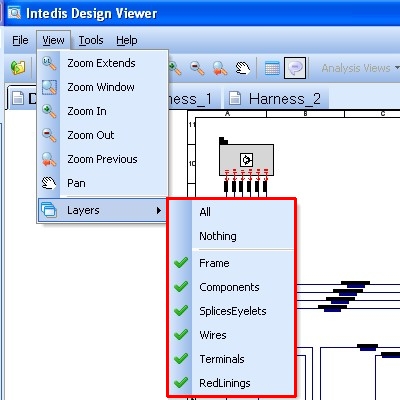 Intedis Design Viewer
File View Tools Help
Analysis Views
D ness_1 Harness_2
Zoom Extends
Zoom Window
Zoom In
Zoom Out
Zoom Previous
Pan
Layers
All
Nothing
Frame
Components
SplicesEyelets
Wires
Terminals
RedLinings
A B C
11
10